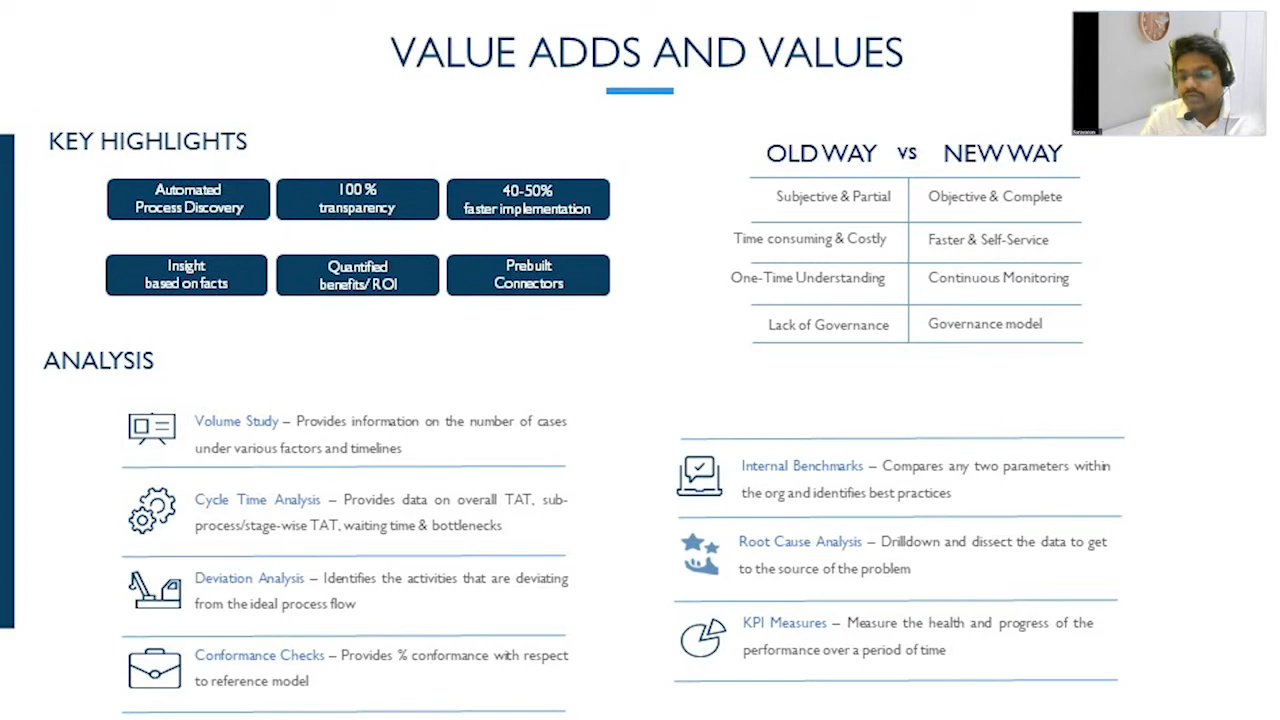 VALUE ADDS AND VALUES
KEY HIGHLIGHTS
Automated
Process Discovery
100 %
transparency
40-50%
faster implementation
Insight
based on facts
Quantified
benefits/ ROI
Prebuilt
Connectors
OLD WAY vs NEW WAY
Subjective & Partial
Objective & Complete
Time consuming & Costly
Faster & Self-Service
One-Time Understanding
Continuous Monitoring
Lack of Governance
Governance model
ANALYSIS
Volume Study – Provides information on the number of cases
under various factors and timelines
Cycle Time Analysis – Provides data on overall TAT, sub-
process/stage-wise TAT, waiting time & bottlenecks
Deviation Analysis – Identifies the activities that are deviating
from the ideal process flow
Conformance Checks – Provides % conformance with respect
to reference model
Internal Benchmarks – Compares any two parameters within
the org and identifies best practices
Root Cause Analysis – Drilldown and dissect the data to get
to the source of the problem
KPI Measures – Measure the health and progress of the
performance over a period of time